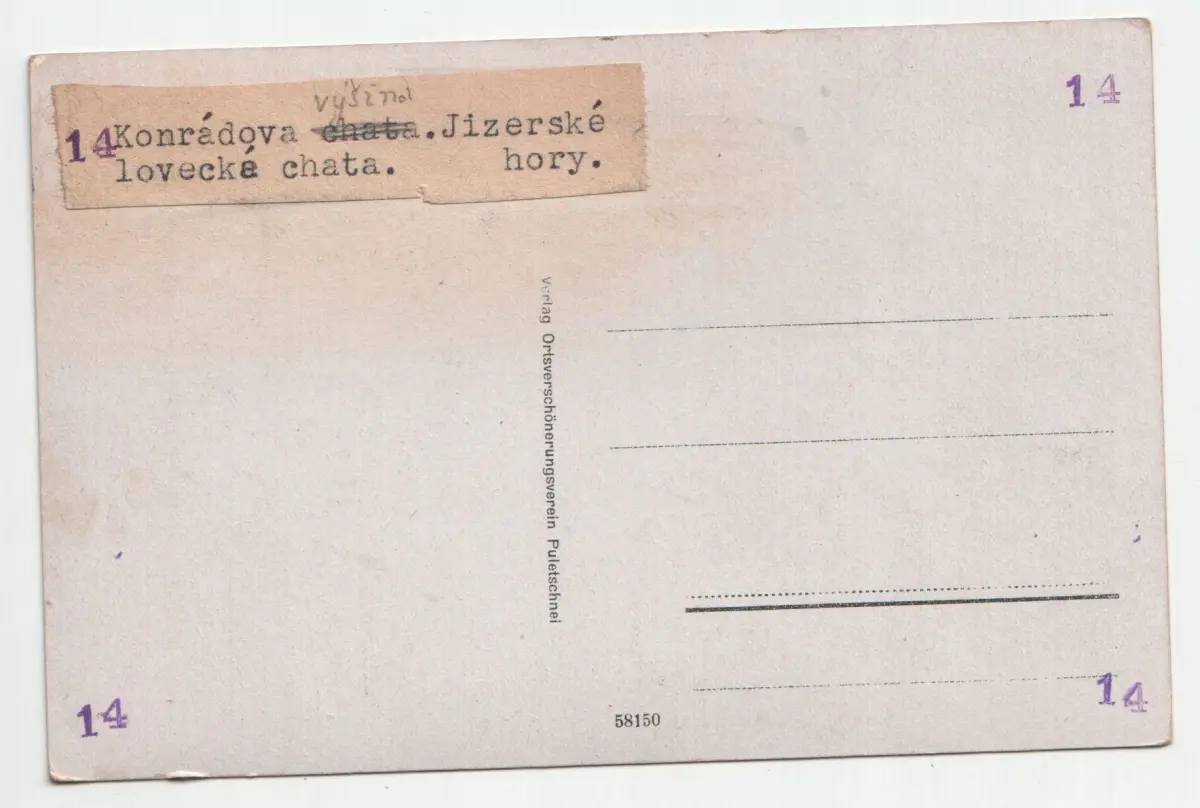 14
výšina
14 Konrádova chata. Jizerské
lovecká chata. hory.
Verlag Ortsverschönerungsverein Puletschnei
14
58150
14